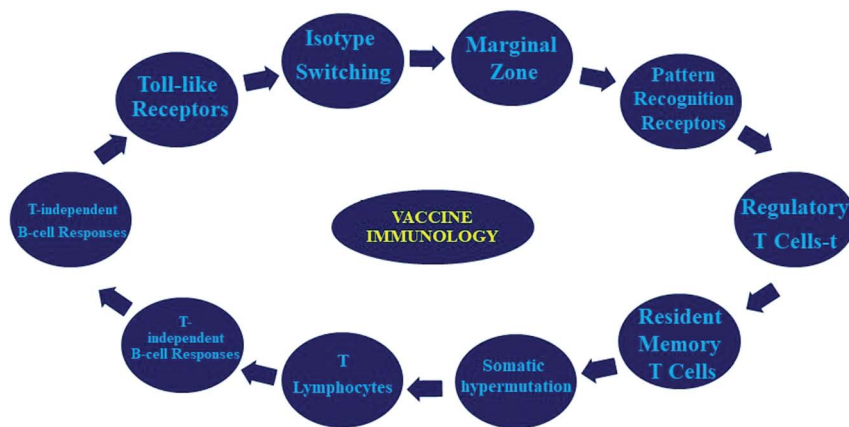 Isotype
Switching
Marginal
Zone
Pattern
Recognition
Receptors
Regulatory
T Cells-t
Resident
Memory
T Cells
Somatic
hypermutation
T
Lymphocytes
T-
independent
B-cell Responses
T-independent
B-cell Responses
Toll-like
Receptors
VACCINE
IMMUNOLOGY